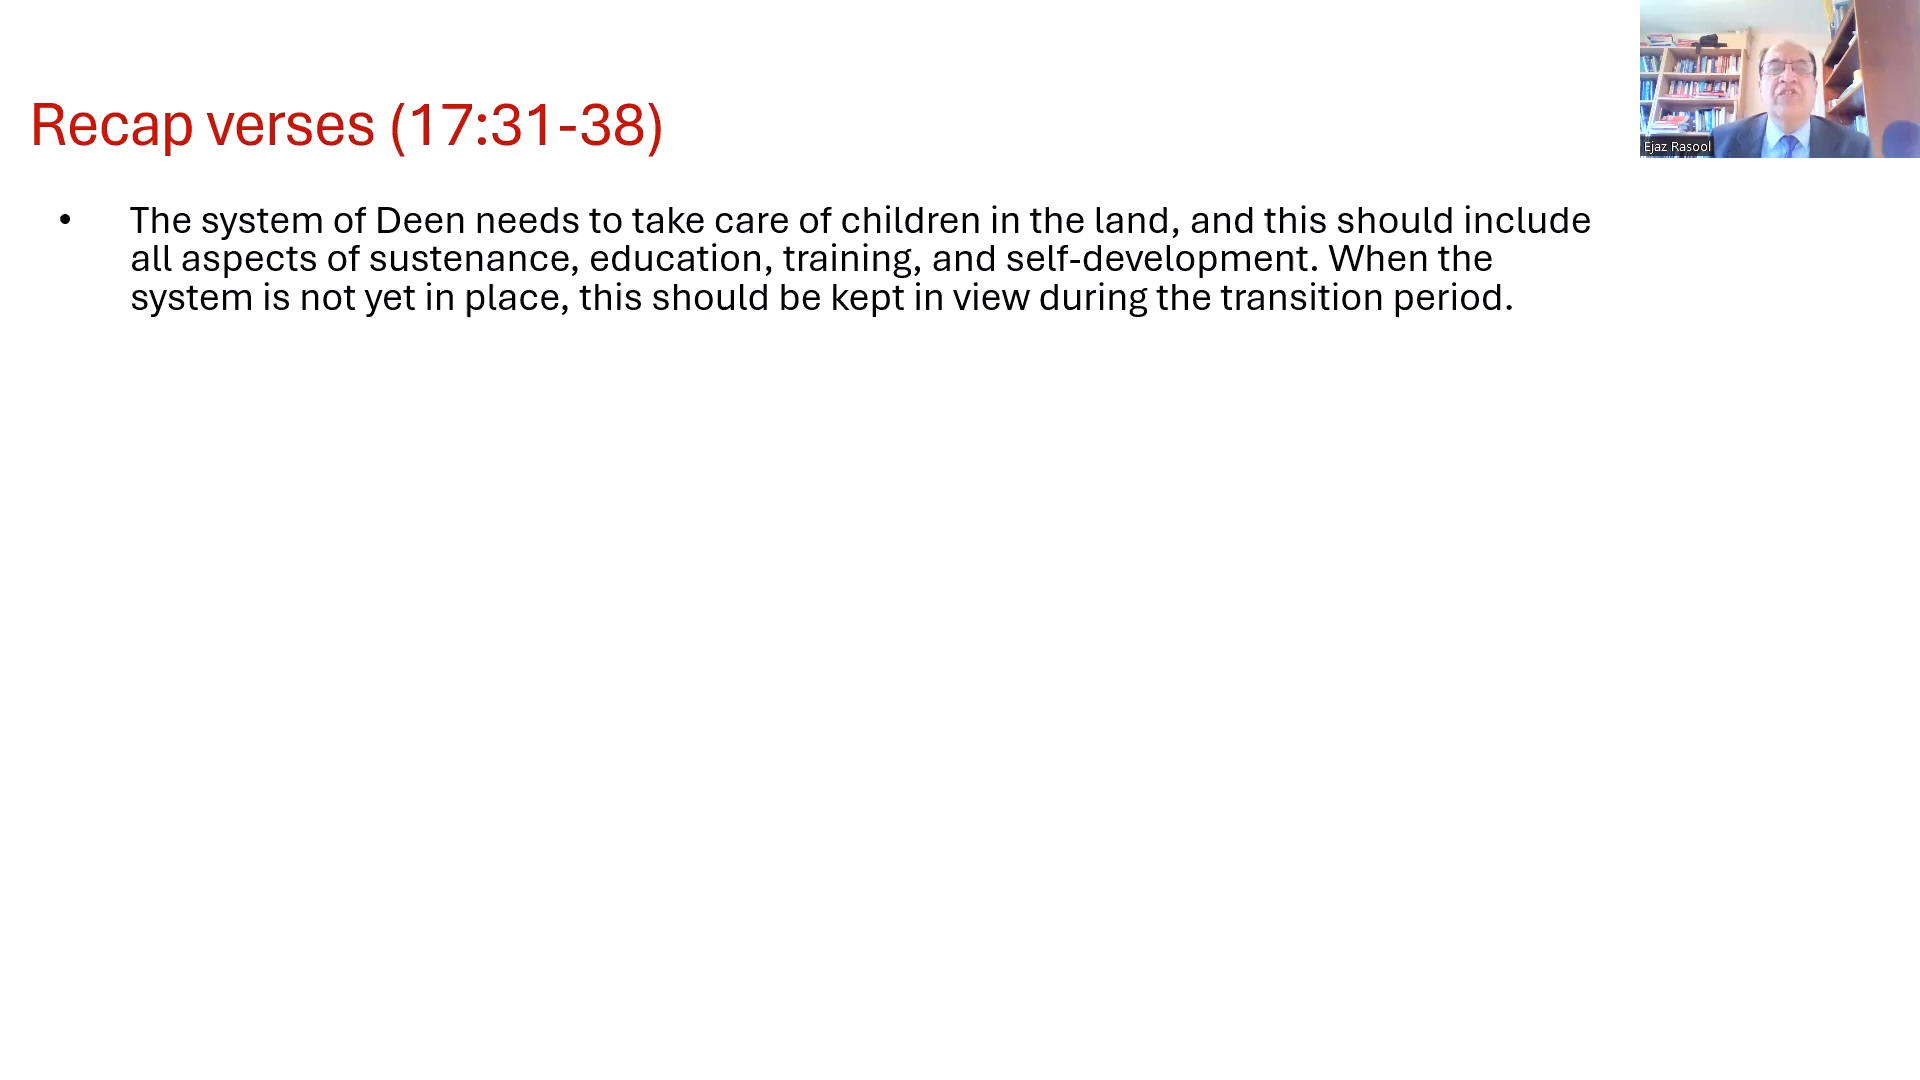 Recap verses (17:31-38)
Ejaz Rasool
• The system of Deen needs to take care of children in the land, and this should include
all aspects of sustenance, education, training, and self-development. When the
system is not yet in place, this should be kept in view during the transition period.